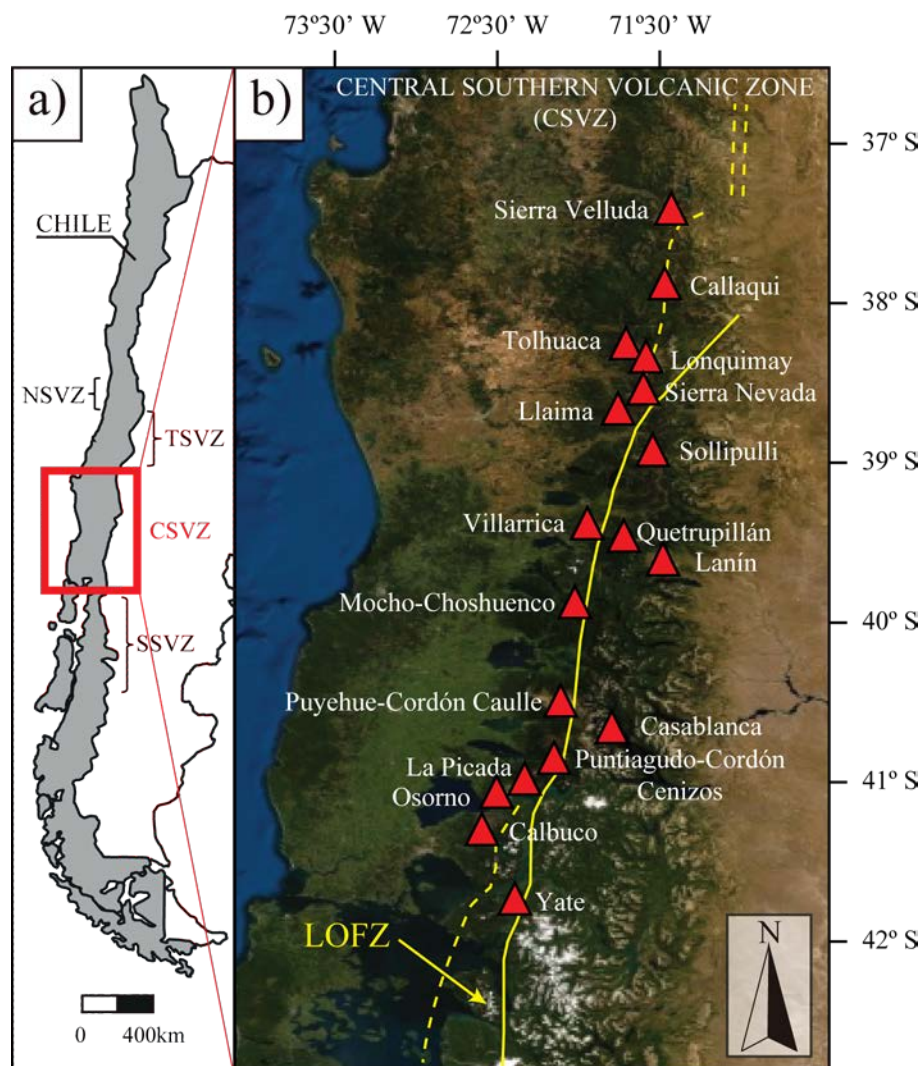 73º30' W
72º30' W
71º30' W
a)
b)
CENTRAL SOUTHERN VOLCANIC ZONE
(CSVZ)
37º S
Sierra Velluda
CHILE
Callaqui
38º S
Tolhuaca
Lonquimay
Sierra Nevada
NSVZ
Llaima
TSVZ
Sollipulli
39º S
CSVZ
Villarrica
Quetrupillán
Lanín
Mocho-Choshuenco
40º S
SSVZ
Puyehue-Cordón Caulle
Casablanca
Puntiagudo-Cordón
Cenizos
La Picada
41º S
Osorno
Calbuco
Yate
LOFZ
N
42º S
0
400km